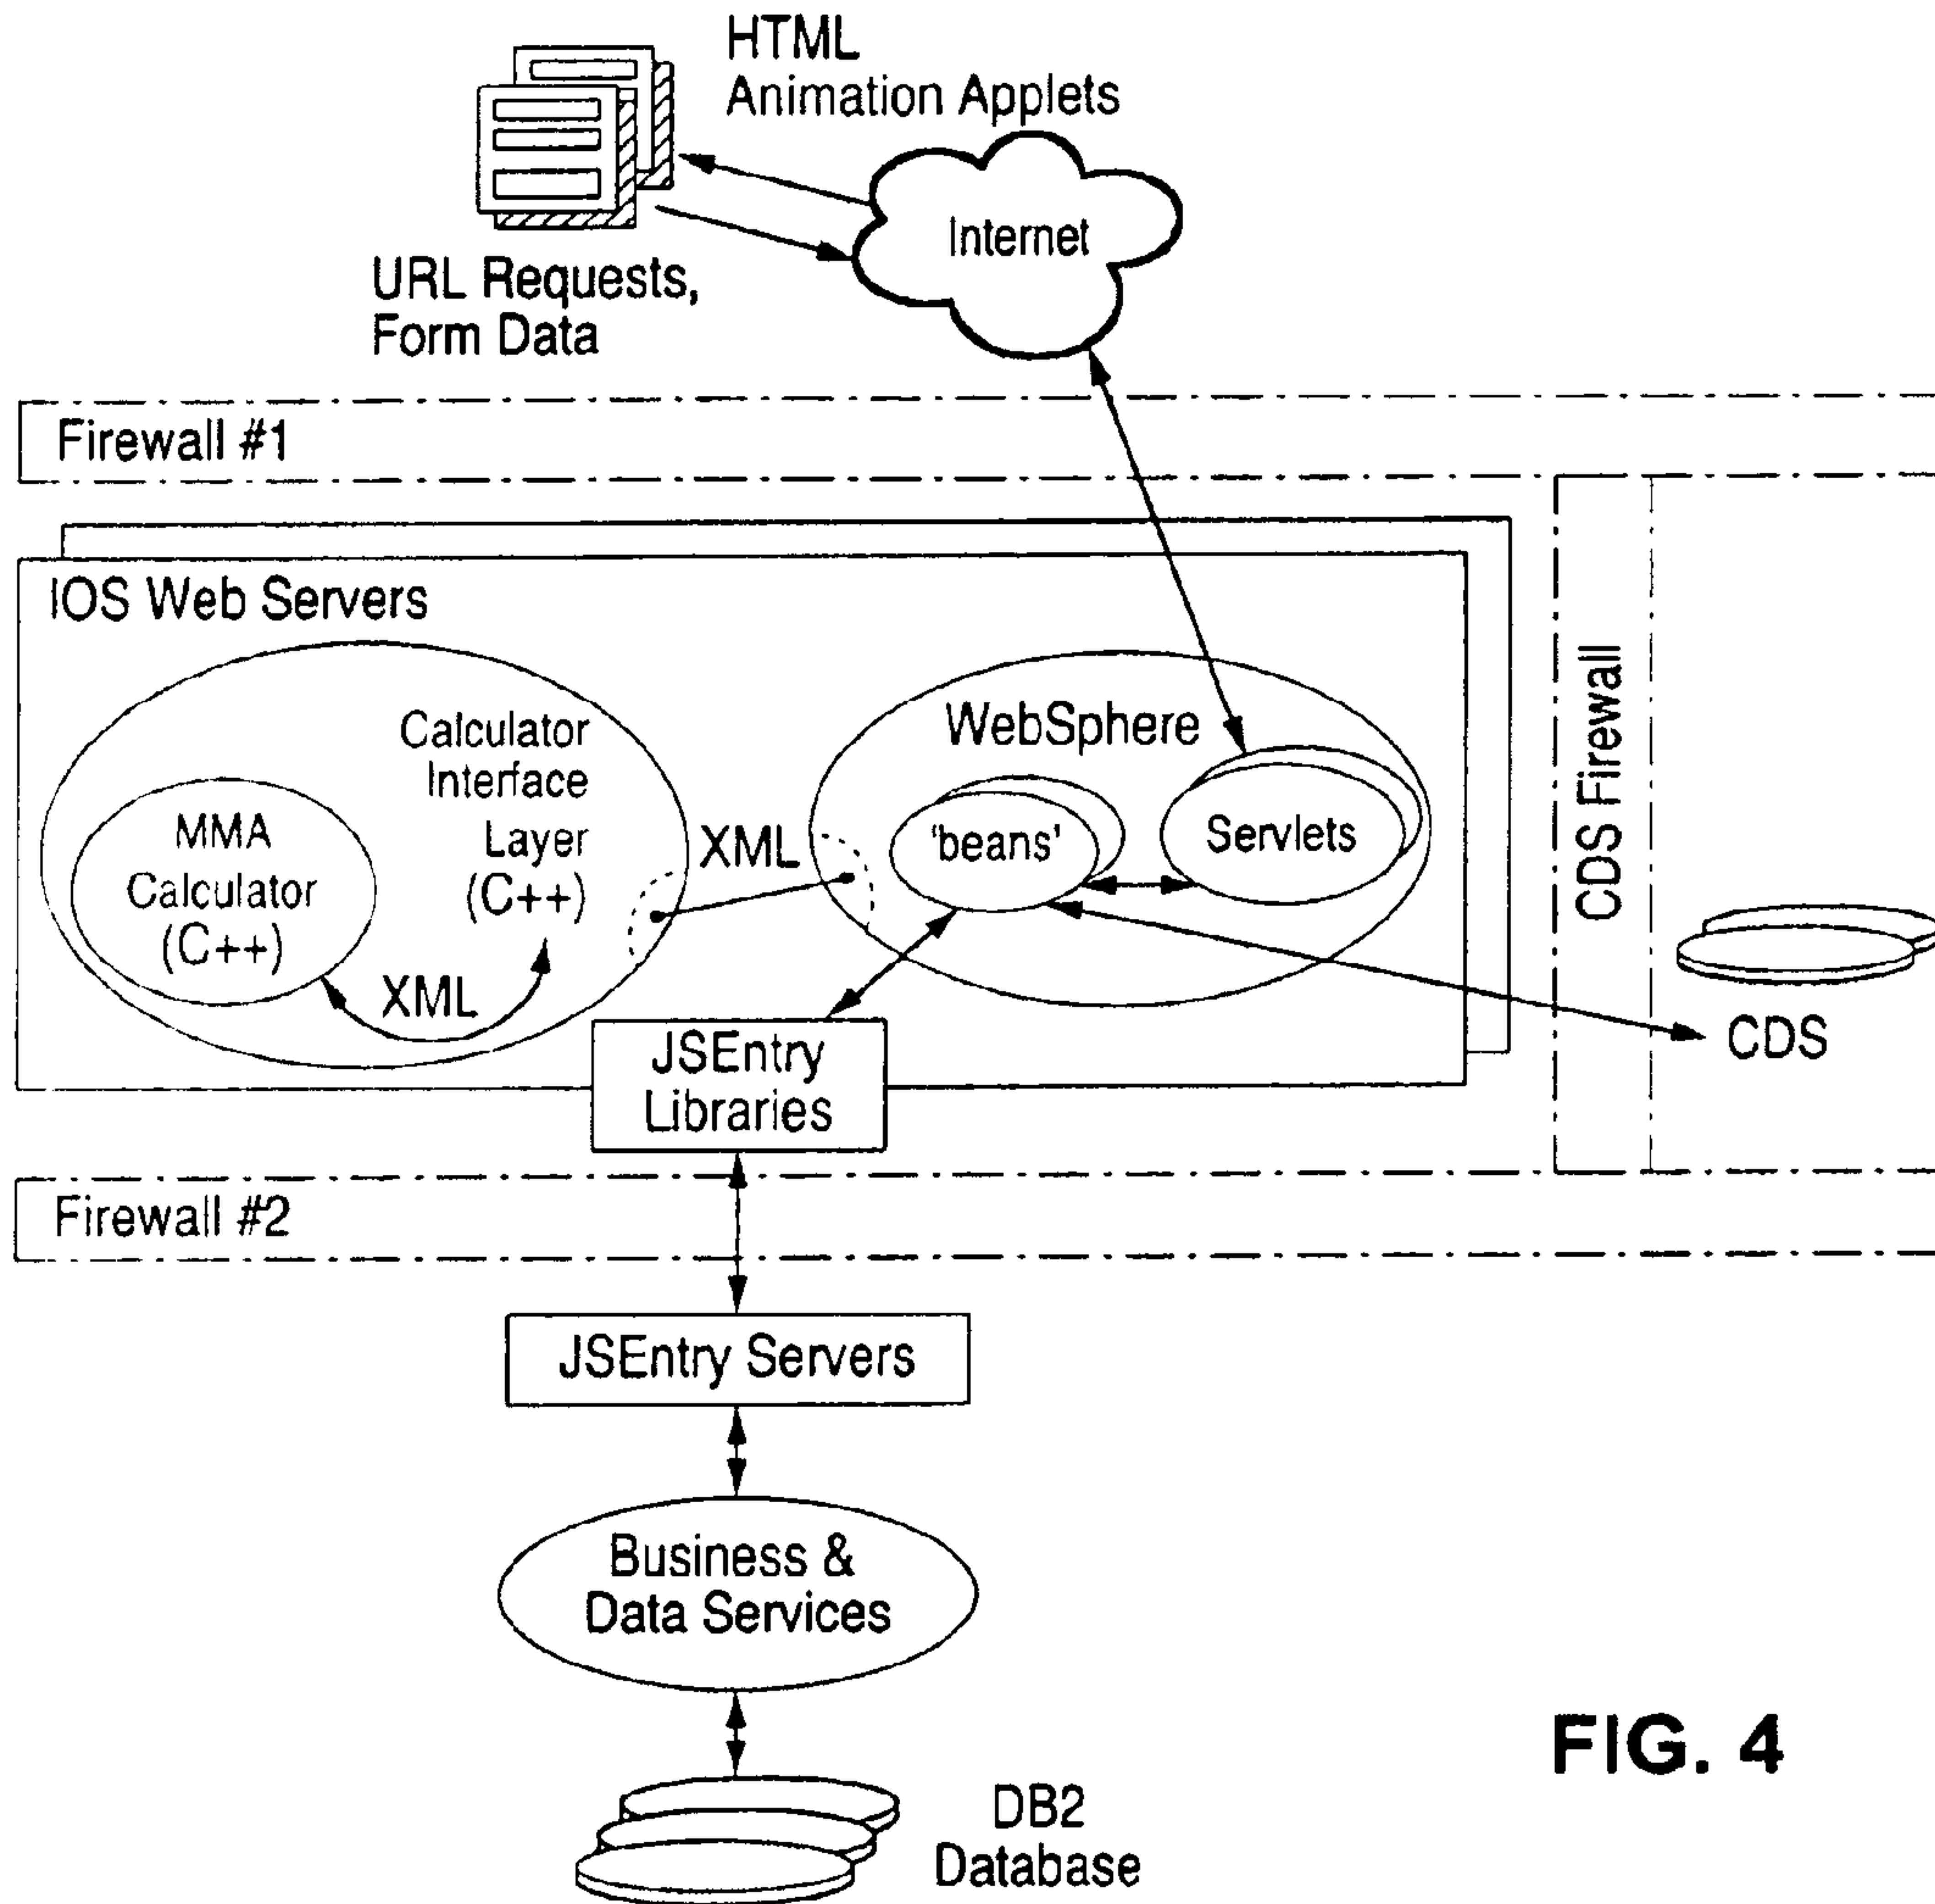 HTML
Animation Applets
Internet
URL Requests,
Form Data
Firewall #1
IOS Web Servers
Calculator
Interface
Layer
(C++)
MMA
Calculator
(C++)
XML
XML
WebSphere
'beans'
Servlets
CDS Firewall
CDS
JSEntry
Libraries
Firewall #2
JSEntry Servers
Business &
Data Services
DB2
Database
FIG. 4